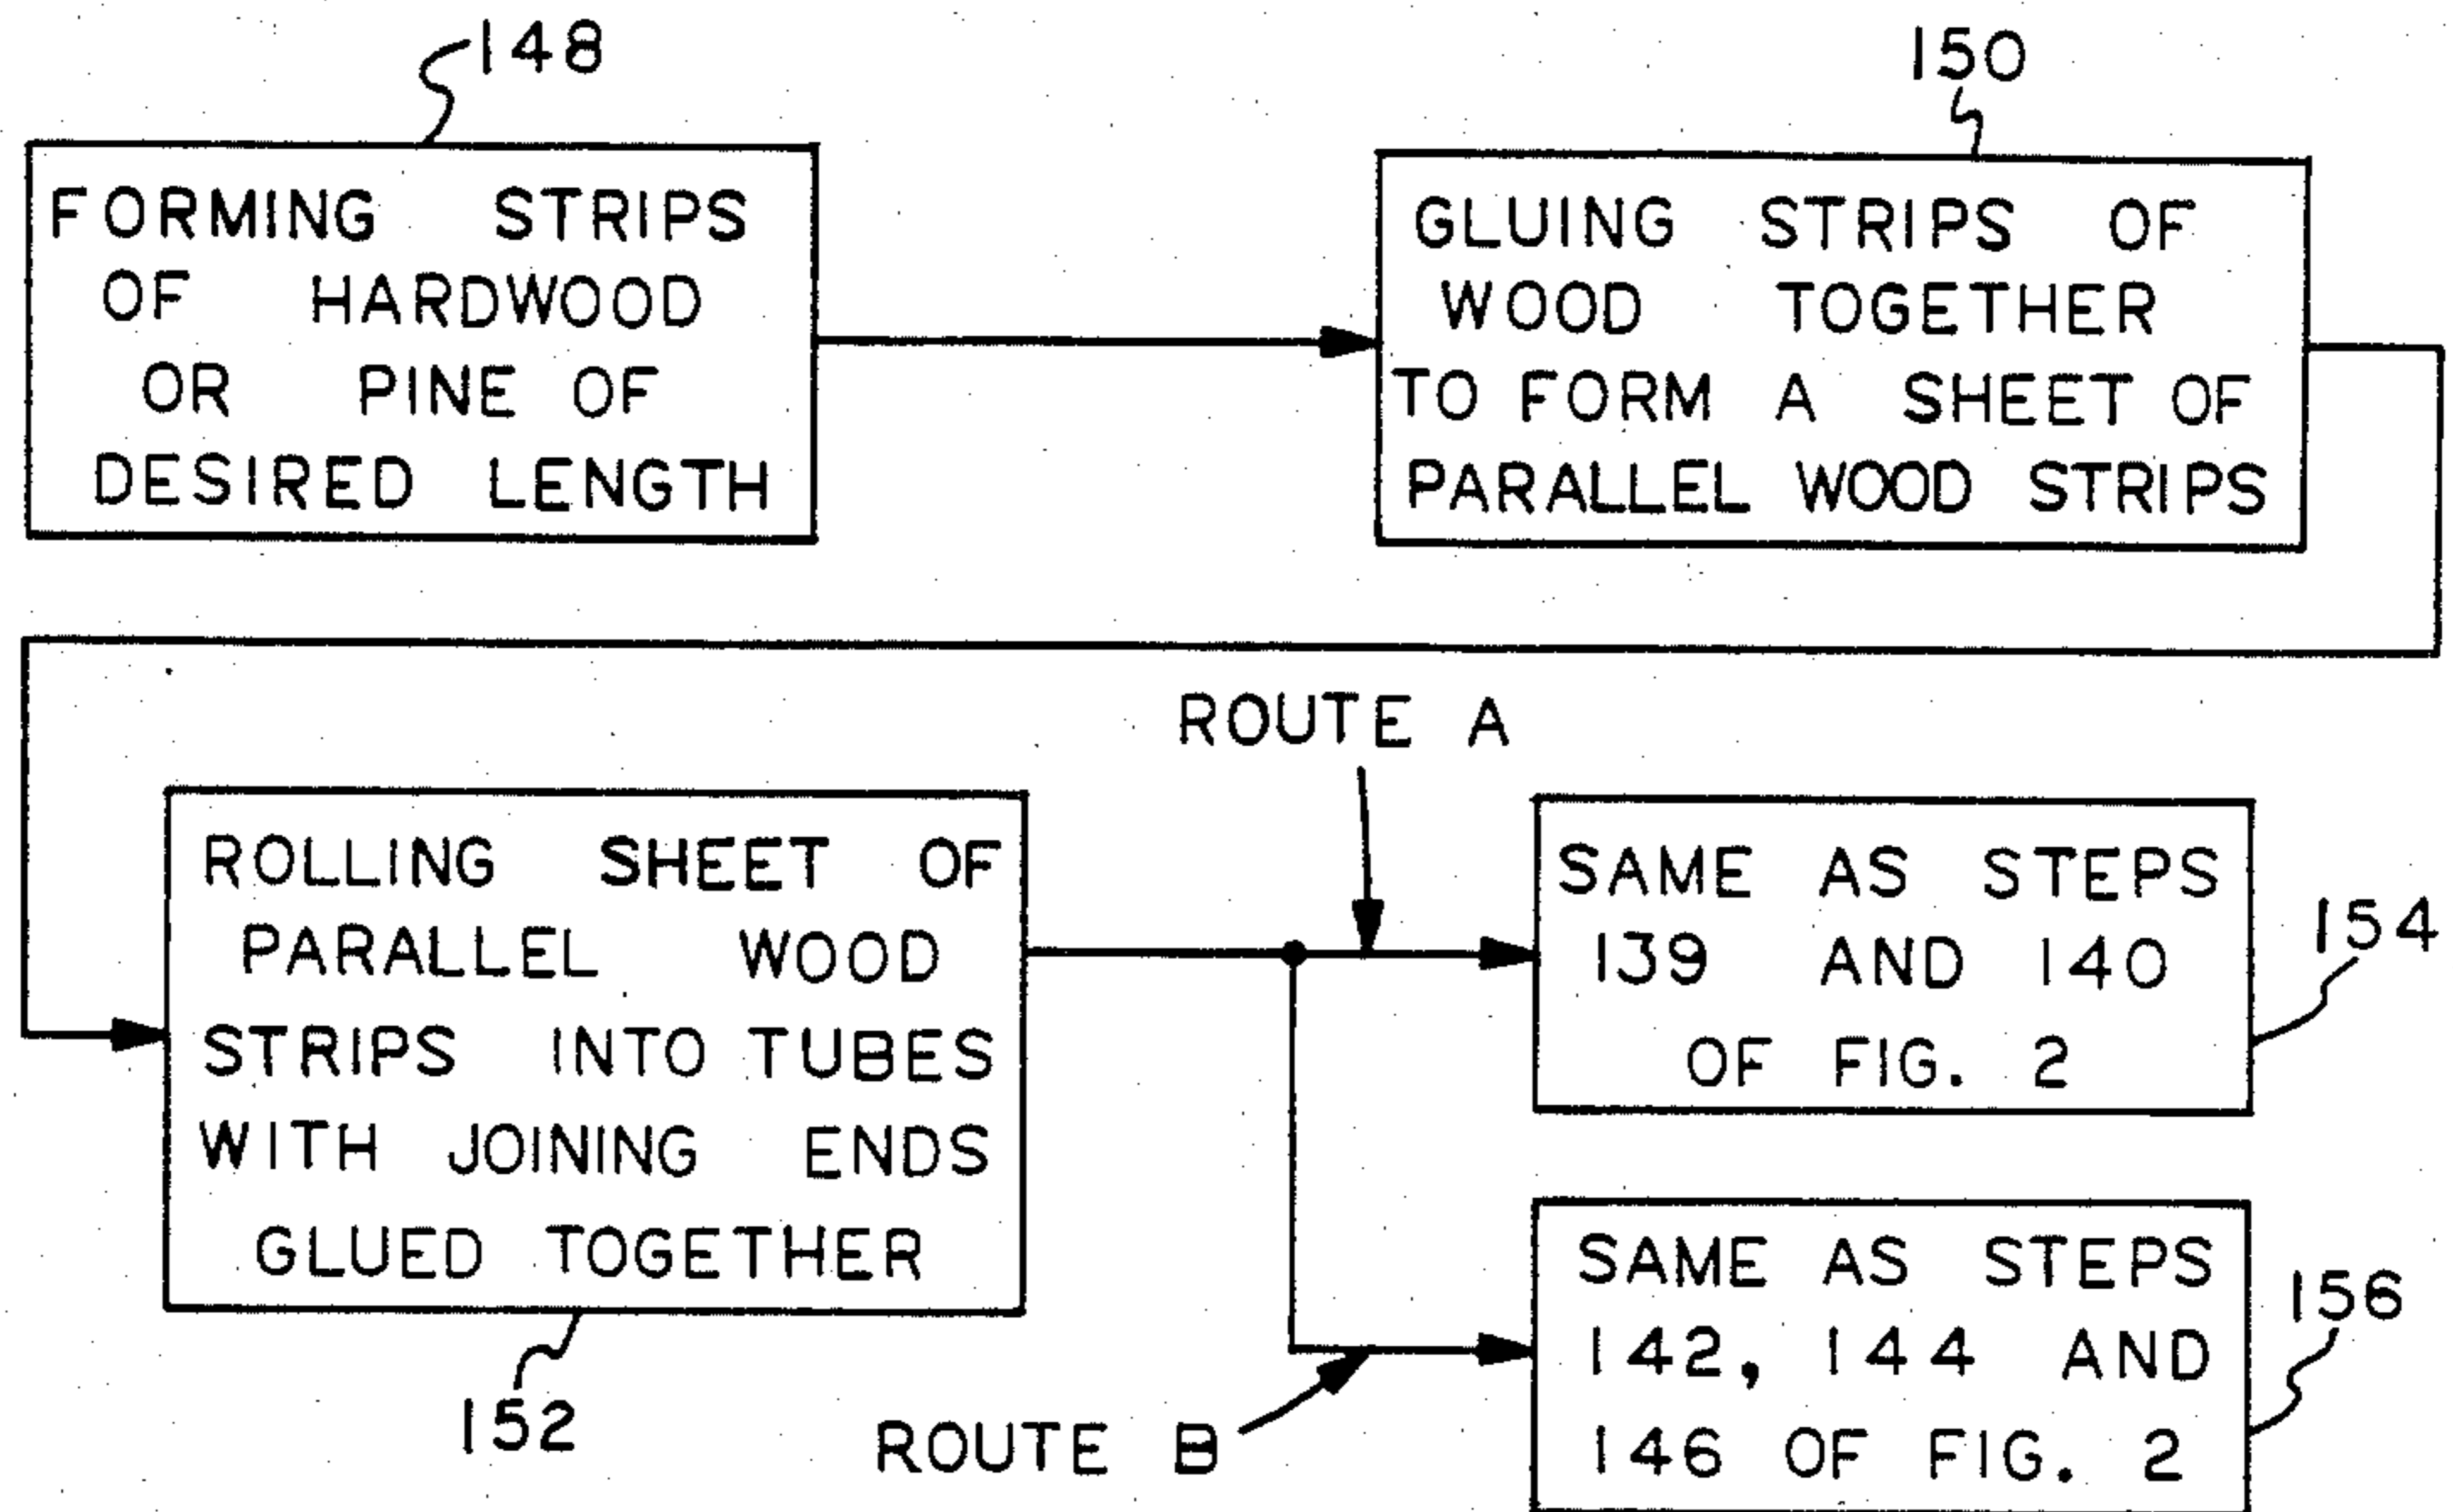 148
FORMING STRIPS
OF HARDWOOD
OR PINE OF
DESIRED LENGTH
150
GLUING STRIPS OF
WOOD TOGETHER
TO FORM A SHEET OF
PARALLEL WOOD STRIPS
ROLLING SHEET OF
PARALLEL WOOD
STRIPS INTO TUBES
WITH JOINING ENDS
GLUED TOGETHER
152
ROUTE A
SAME AS STEPS
139 AND 140
OF FIG. 2
154
ROUTE B
SAME AS STEPS
142, 144 AND
146 OF FIG. 2
156